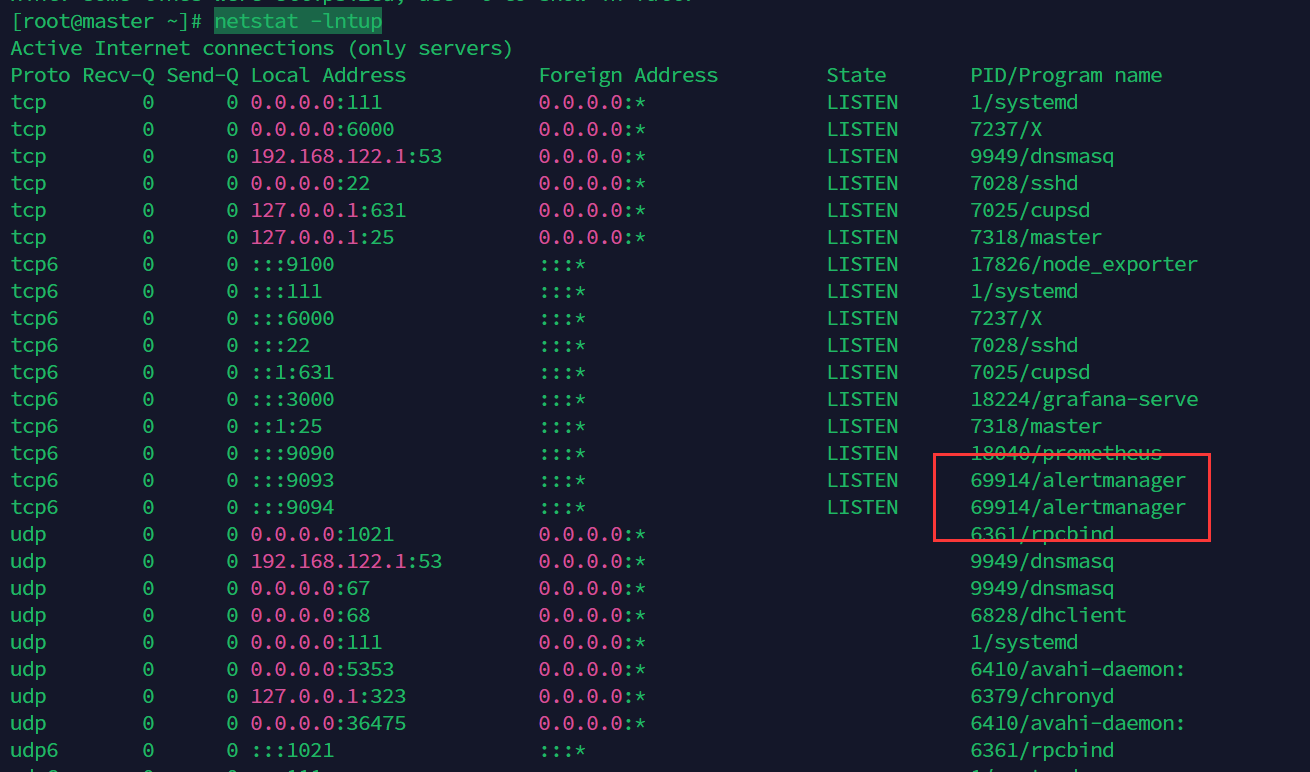 [root@master ~]# netstat -lntup
Active Internet connections (only servers)
Proto Recv-Q Send-Q Local Address           Foreign Address         State       PID/Program name
tcp        0      0 0.0.0.0:111             0.0.0.0:*               LISTEN      1/systemd
tcp        0      0 0.0.0.0:6000            0.0.0.0:*               LISTEN      7237/X
tcp        0      0 192.168.122.1:53        0.0.0.0:*               LISTEN      9949/dnsmasq
tcp        0      0 0.0.0.0:22              0.0.0.0:*               LISTEN      7028/sshd
tcp        0      0 127.0.0.1:631           0.0.0.0:*               LISTEN      7025/cupsd
tcp        0      0 127.0.0.1:25            0.0.0.0:*               LISTEN      7318/master
tcp6       0      0 :::9100                 :::*                    LISTEN      17826/node_exporter
tcp6       0      0 :::111                  :::*                    LISTEN      1/systemd
tcp6       0      0 :::6000                 :::*                    LISTEN      7237/X
tcp6       0      0 :::22                   :::*                    LISTEN      7028/sshd
tcp6       0      0 ::1:631                 :::*                    LISTEN      7025/cupsd
tcp6       0      0 :::3000                 :::*                    LISTEN      18224/grafana-serve
tcp6       0      0 ::1:25                  :::*                    LISTEN      7318/master
tcp6       0      0 :::9090                 :::*                    LISTEN      18040/prometheus
tcp6       0      0 :::9093                 :::*                    LISTEN      69914/alertmanager
tcp6       0      0 :::9094                 :::*                    LISTEN      69914/alertmanager
udp        0      0 0.0.0.0:1021            0.0.0.0:*                           6361/rpcbind
udp        0      0 192.168.122.1:53        0.0.0.0:*                           9949/dnsmasq
udp        0      0 0.0.0.0:67              0.0.0.0:*                           9949/dnsmasq
udp        0      0 0.0.0.0:68              0.0.0.0:*                           6828/dhclient
udp        0      0 0.0.0.0:111             0.0.0.0:*                           1/systemd
udp        0      0 0.0.0.0:5353            0.0.0.0:*                           6410/avahi-daemon:
udp        0      0 127.0.0.1:323           0.0.0.0:*                           6379/chronyd
udp        0      0 0.0.0.0:36475           0.0.0.0:*                           6410/avahi-daemon:
udp6       0      0 :::1021                 :::*                                6361/rpcbind